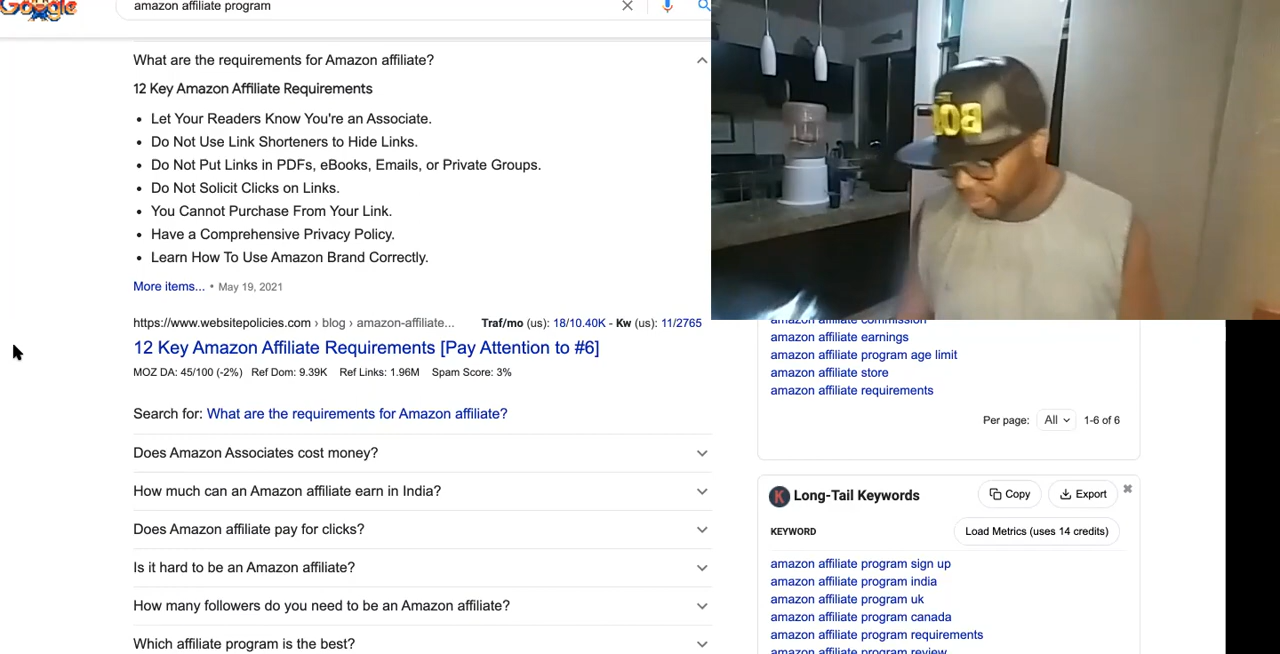 Google
amazon affiliate program
What are the requirements for Amazon affiliate?
12 Key Amazon Affiliate Requirements
• Let Your Readers Know You're an Associate.
• Do Not Use Link Shorteners to Hide Links.
• Do Not Put Links in PDFs, eBooks, Emails, or Private Groups.
• Do Not Solicit Clicks on Links.
• You Cannot Purchase From Your Link.
• Have a Comprehensive Privacy Policy.
• Learn How To Use Amazon Brand Correctly.
More items... • May 19, 2021
https://www.websitepolicies.com › blog › amazon-affiliate... Traf/mo (us): 18/10.40K - Kw (us): 11/2765
12 Key Amazon Affiliate Requirements [Pay Attention to #6]
MOZ DA: 45/100 (-2%) Ref Dom: 9.39K Ref Links: 1.96M Spam Score: 3%
Search for: What are the requirements for Amazon affiliate?
Does Amazon Associates cost money?
How much can an Amazon affiliate earn in India?
Does Amazon affiliate pay for clicks?
Is it hard to be an Amazon affiliate?
How many followers do you need to be an Amazon affiliate?
Which affiliate program is the best?
amazon affiliate commission
amazon affiliate earnings
amazon affiliate program age limit
amazon affiliate store
amazon affiliate requirements
Per page: All 1-6 of 6
K Long-Tail Keywords Copy Export
KEYWORD Load Metrics (uses 14 credits)
amazon affiliate program sign up
amazon affiliate program india
amazon affiliate program uk
amazon affiliate program canada
amazon affiliate program requirements
amazon affiliate program review